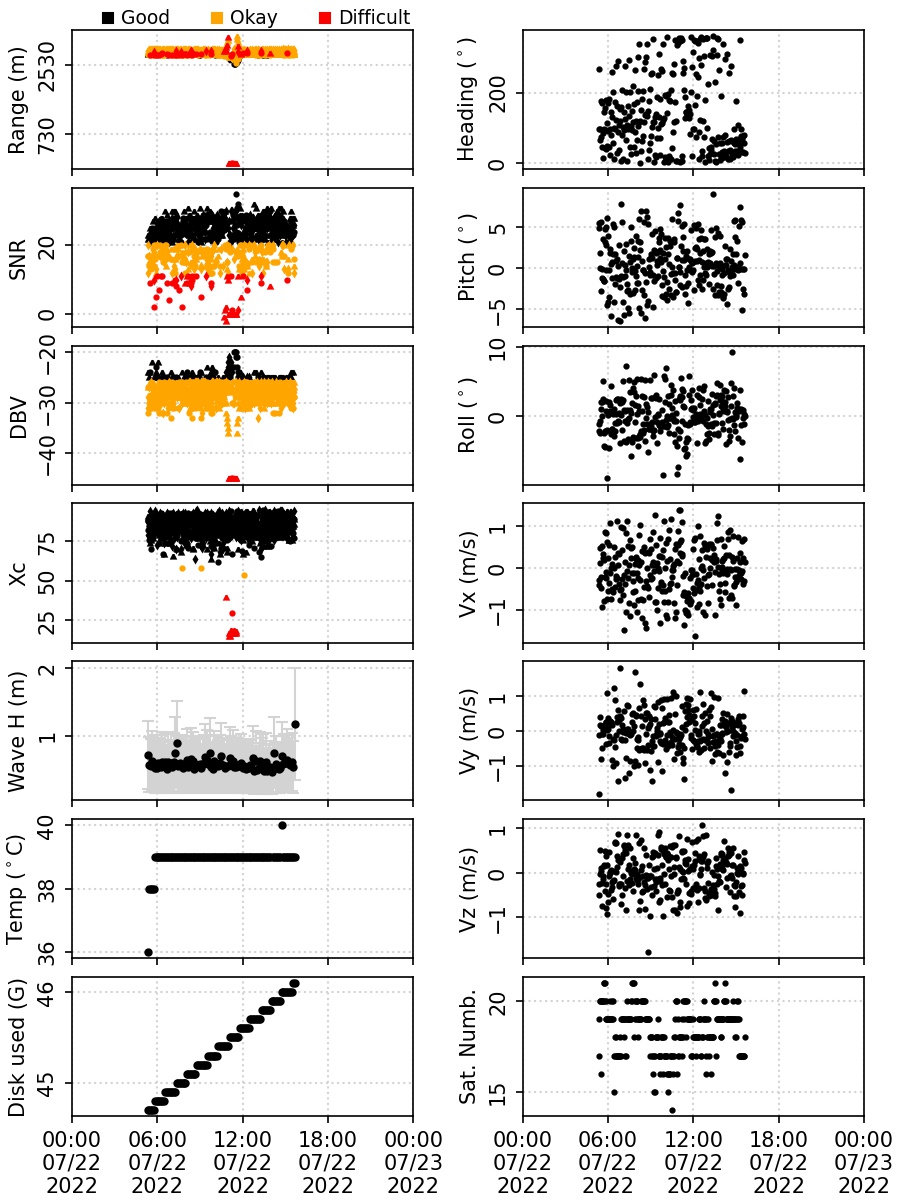 Good Okay Difficult
Range (m)
2530
730
Heading (°)
200
0
SNR
20
0
Pitch (°)
5
0
−5
DBV
−20
−30
−40
Roll (°)
10
0
Xc
75
50
25
Vx (m/s)
1
0
−1
Wave H (m)
2
1
Vy (m/s)
1
0
−1
Temp (°C)
40
38
36
Vz (m/s)
1
0
−1
Disk used (G)
46
45
Sat. Numb.
20
15
00:00 06:00 12:00 18:00 00:00
07/22 07/22 07/22 07/22 07/23
2022 2022 2022 2022 2022
00:00 06:00 12:00 18:00 00:00
07/22 07/22 07/22 07/22 07/23
2022 2022 2022 2022 2022